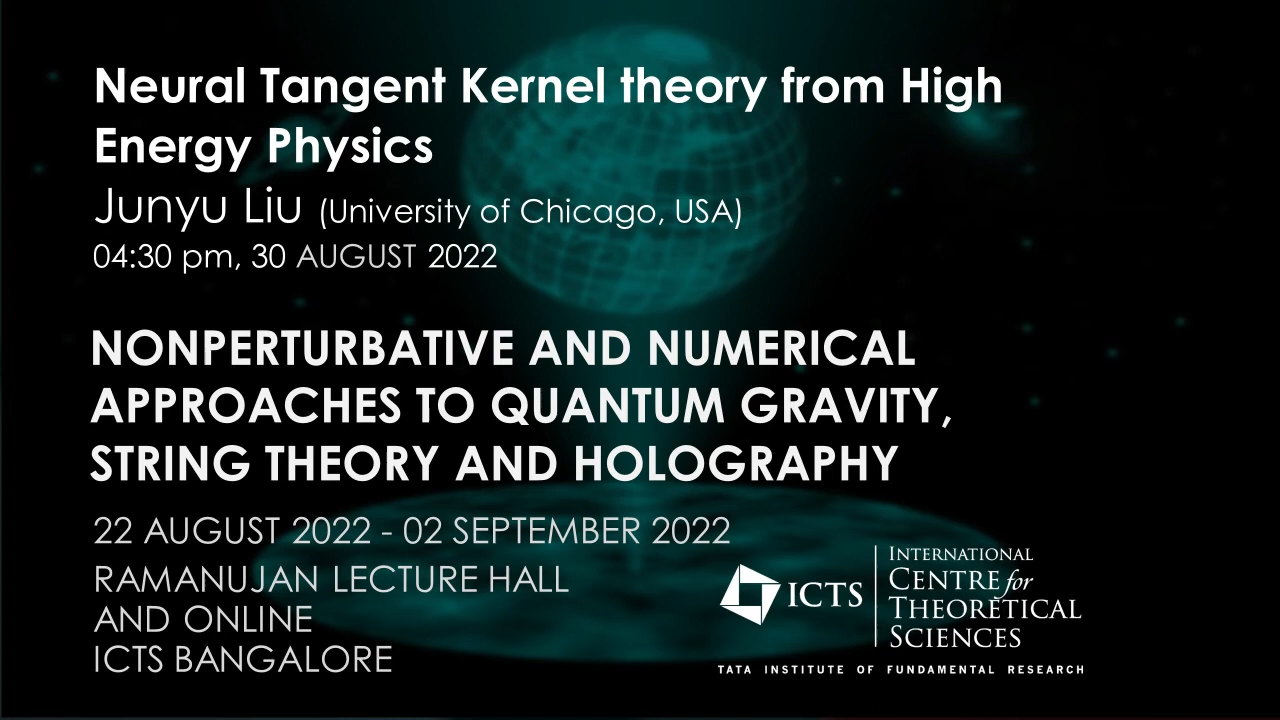 Neural Tangent Kernel theory from High
Energy Physics
Junyu Liu (University of Chicago, USA)
04:30 pm, 30 AUGUST 2022
NONPERTURBATIVE AND NUMERICAL
APPROACHES TO QUANTUM GRAVITY,
STRING THEORY AND HOLOGRAPHY
22 AUGUST 2022 - 02 SEPTEMBER 2022
RAMANUJAN LECTURE HALL
AND ONLINE
ICTS BANGALORE
ICTS
INTERNATIONAL
CENTRE for
THEORETICAL
SCIENCES
TATA INSTITUTE OF FUNDAMENTAL RESEARCH